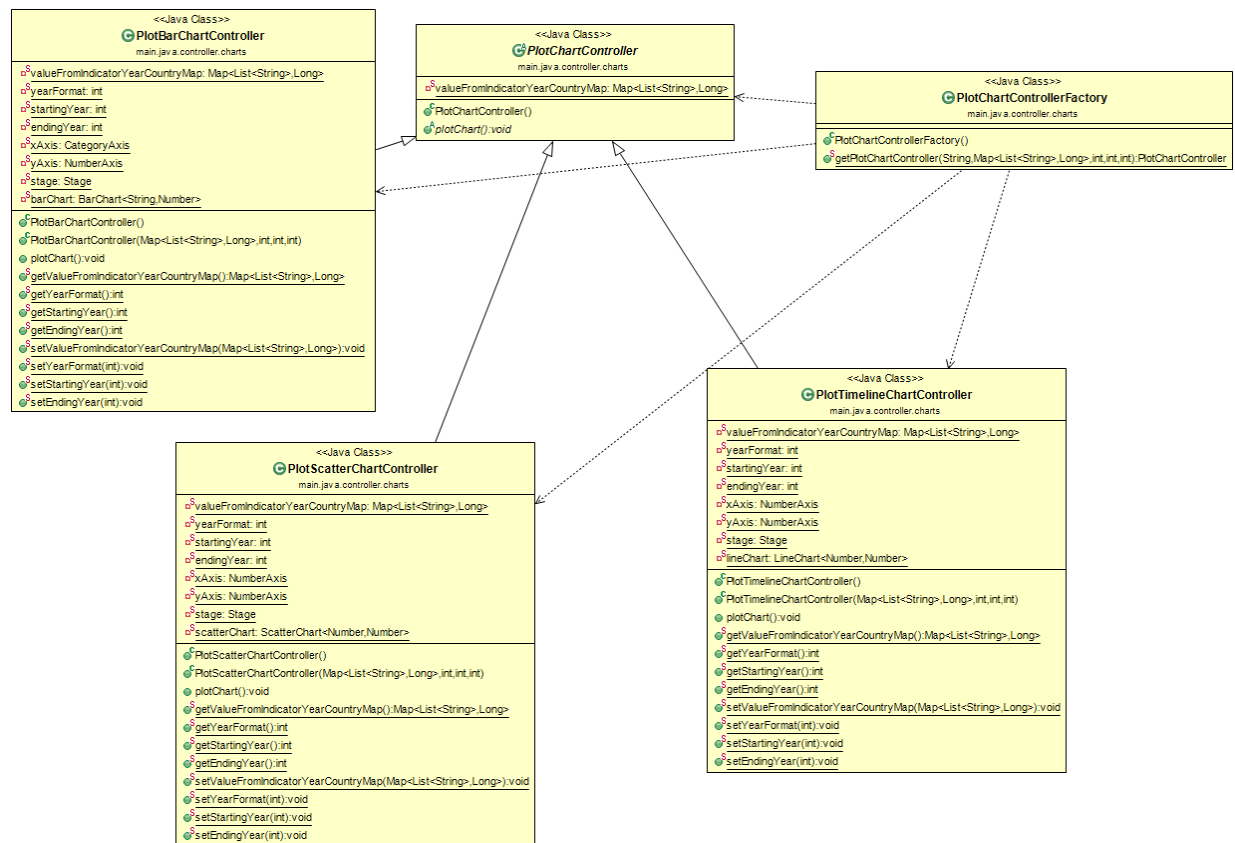 <<Java Class>>
PlotBarChartController
main.java.controller.charts
valueFromIndicatorYearCountryMap: Map<List<String>,Long>
yearFormat: int
startingYear: int
endingYear: int
xAxis: CategoryAxis
yAxis: NumberAxis
stage: Stage
barChart: BarChart<String,Number>
PlotBarChartController()
PlotBarChartController(Map<List<String>,Long>,int,int,int)
plotChart():void
getValueFromIndicatorYearCountryMap():Map<List<String>,Long>
getYearFormat():int
getStartingYear():int
getEndingYear():int
setValueFromIndicatorYearCountryMap(Map<List<String>,Long>):void
setYearFormat(int):void
setStartingYear(int):void
setEndingYear(int):void
<<Java Class>>
PlotChartController
main.java.controller.charts
valueFromIndicatorYearCountryMap: Map<List<String>,Long>
PlotChartController()
plotChart():void
<<Java Class>>
PlotChartControllerFactory
main.java.controller.charts
PlotChartControllerFactory()
getPlotChartController(String,Map<List<String>,Long>,int,int,int):PlotChartController
<<Java Class>>
PlotScatterChartController
main.java.controller.charts
valueFromIndicatorYearCountryMap: Map<List<String>,Long>
yearFormat: int
startingYear: int
endingYear: int
xAxis: NumberAxis
yAxis: NumberAxis
stage: Stage
scatterChart: ScatterChart<Number,Number>
PlotScatterChartController()
PlotScatterChartController(Map<List<String>,Long>,int,int,int)
plotChart():void
getValueFromIndicatorYearCountryMap():Map<List<String>,Long>
getYearFormat():int
getStartingYear():int
getEndingYear():int
setValueFromIndicatorYearCountryMap(Map<List<String>,Long>):void
setYearFormat(int):void
setStartingYear(int):void
setEndingYear(int):void
<<Java Class>>
PlotTimelineChartController
main.java.controller.charts
valueFromIndicatorYearCountryMap: Map<List<String>,Long>
yearFormat: int
startingYear: int
endingYear: int
xAxis: NumberAxis
yAxis: NumberAxis
stage: Stage
lineChart: LineChart<Number,Number>
PlotTimelineChartController()
PlotTimelineChartController(Map<List<String>,Long>,int,int,int)
plotChart():void
getValueFromIndicatorYearCountryMap():Map<List<String>,Long>
getYearFormat():int
getStartingYear():int
getEndingYear():int
setValueFromIndicatorYearCountryMap(Map<List<String>,Long>):void
setYearFormat(int):void
setStartingYear(int):void
setEndingYear(int):void